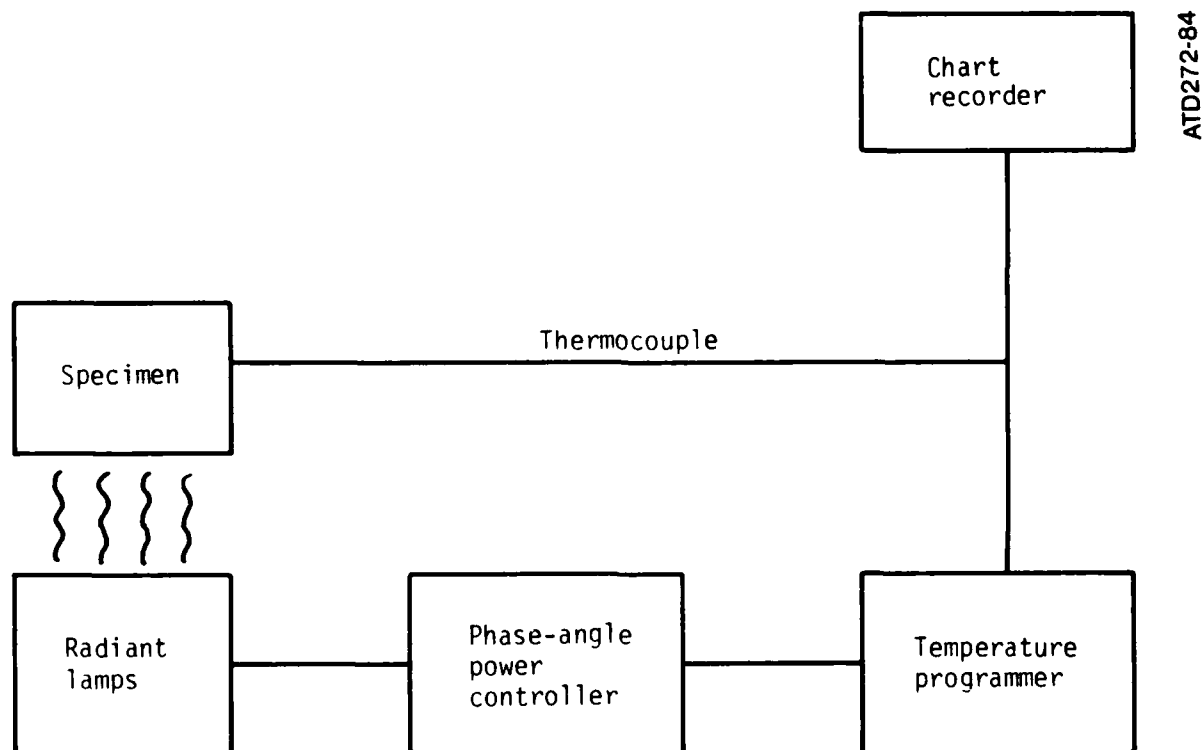 Chart
recorder
ATD272-84
Thermocouple
Specimen
Radiant
lamps
Phase-angle
power
controller
Temperature
programmer